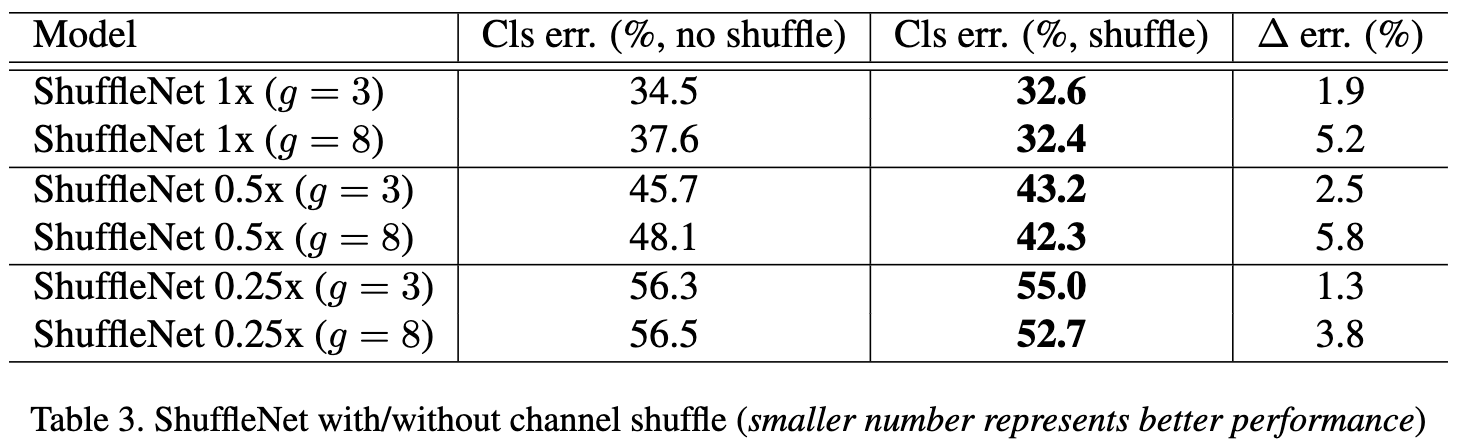 Model Cls err. (%, no shuffle) Cls err. (%, shuffle) Δ err. (%)
ShuffleNet 1x (g = 3) 34.5 32.6 1.9
ShuffleNet 1x (g = 8) 37.6 32.4 5.2
ShuffleNet 0.5x (g = 3) 45.7 43.2 2.5
ShuffleNet 0.5x (g = 8) 48.1 42.3 5.8
ShuffleNet 0.25x (g = 3) 56.3 55.0 1.3
ShuffleNet 0.25x (g = 8) 56.5 52.7 3.8
Table 3. ShuffleNet with/without channel shuffle (smaller number represents better performance)